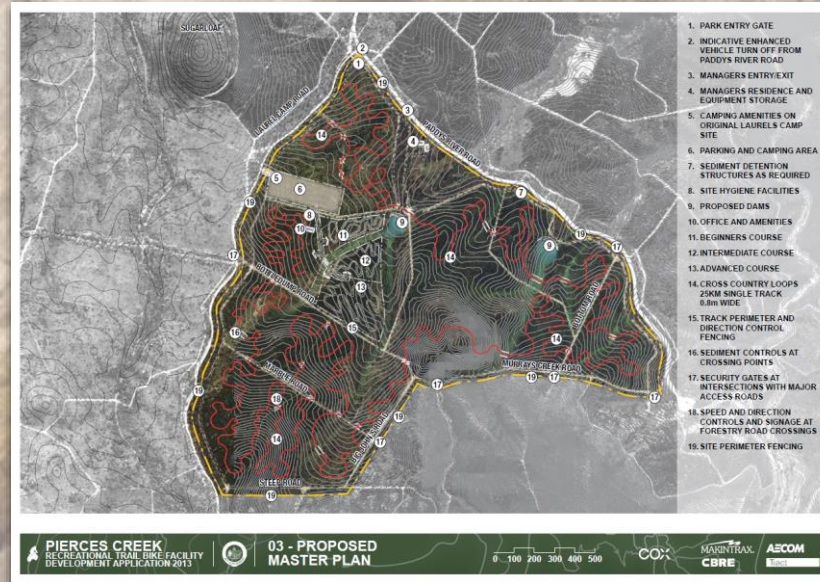 SUGARLOAF
LAUREL CAMP ROAD
PADDYS RIVER ROAD
MURRAYS CREEK ROAD
STEEP ROAD
1. PARK ENTRY GATE
2. INDICATIVE ENHANCED
VEHICLE TURN OFF FROM
PADDYS RIVER ROAD
3. MANAGERS ENTRY/EXIT
4. MANAGERS RESIDENCE AND
EQUIPMENT STORAGE
5. CAMPING AMENITIES ON
ORIGINAL LAURELS CAMP
SITE
6. PARKING AND CAMPING AREA
7. SEDIMENT DETENTION
STRUCTURES AS REQUIRED
8. SITE HYGIENE FACILITIES
9. PROPOSED DAMS
10. OFFICE AND AMENITIES
11. BEGINNERS COURSE
12. INTERMEDIATE COURSE
13. ADVANCED COURSE
14. CROSS COUNTRY LOOPS
25KM SINGLE TRACK
0.8m WIDE
15. TRACK PERIMETER AND
DIRECTION CONTROL
FENCING
16. SEDIMENT CONTROLS AT
CROSSING POINTS
17. SECURITY GATES AT
INTERSECTIONS WITH MAJOR
ACCESS ROADS
18. SPEED AND DIRECTION
CONTROLS AND SIGNAGE AT
FORESTRY ROAD CROSSINGS
19. SITE PERIMETER FENCING
PIERCES CREEK
RECREATIONAL TRAIL BIKE FACILITY
DEVELOPMENT APPLICATION 2013
03 - PROPOSED
MASTER PLAN
0 100 200 300 400 500
COX
MAKINTRAX
CBRE
AECOM
Tract